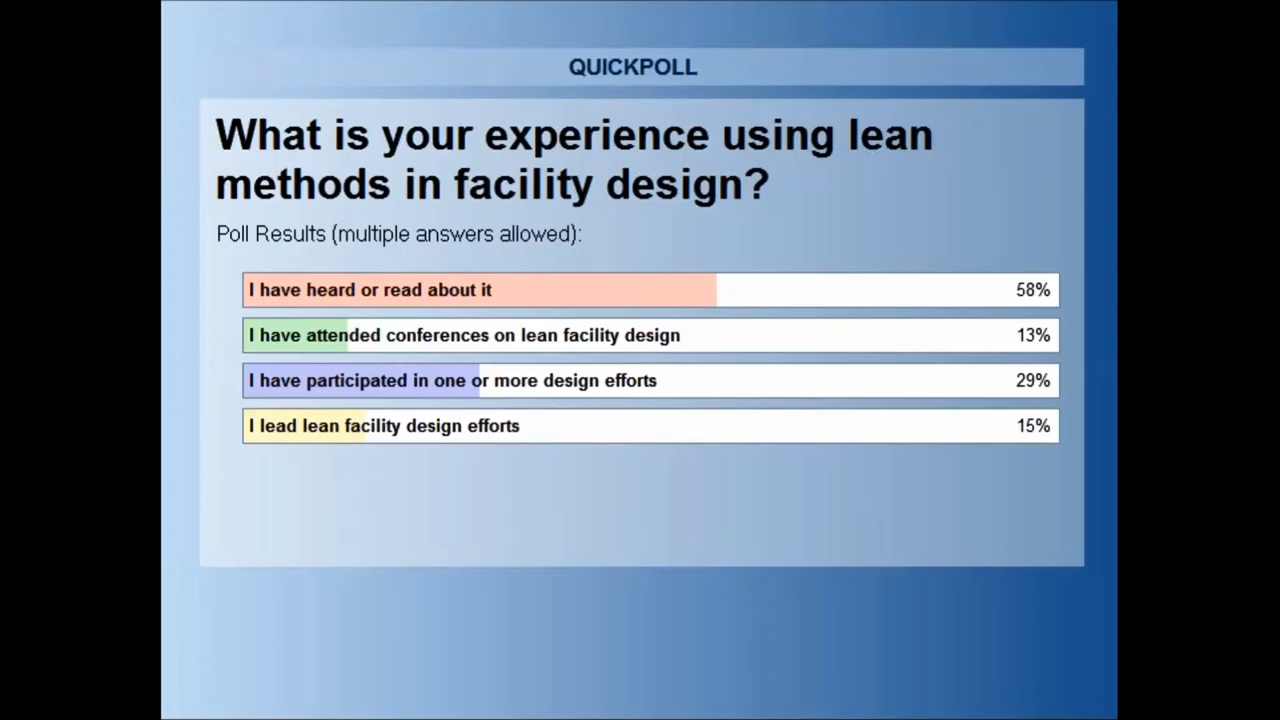 QUICKPOLL
What is your experience using lean
methods in facility design?
Poll Results (multiple answers allowed):
I have heard or read about it 58%
I have attended conferences on lean facility design 13%
I have participated in one or more design efforts 29%
I lead lean facility design efforts 15%